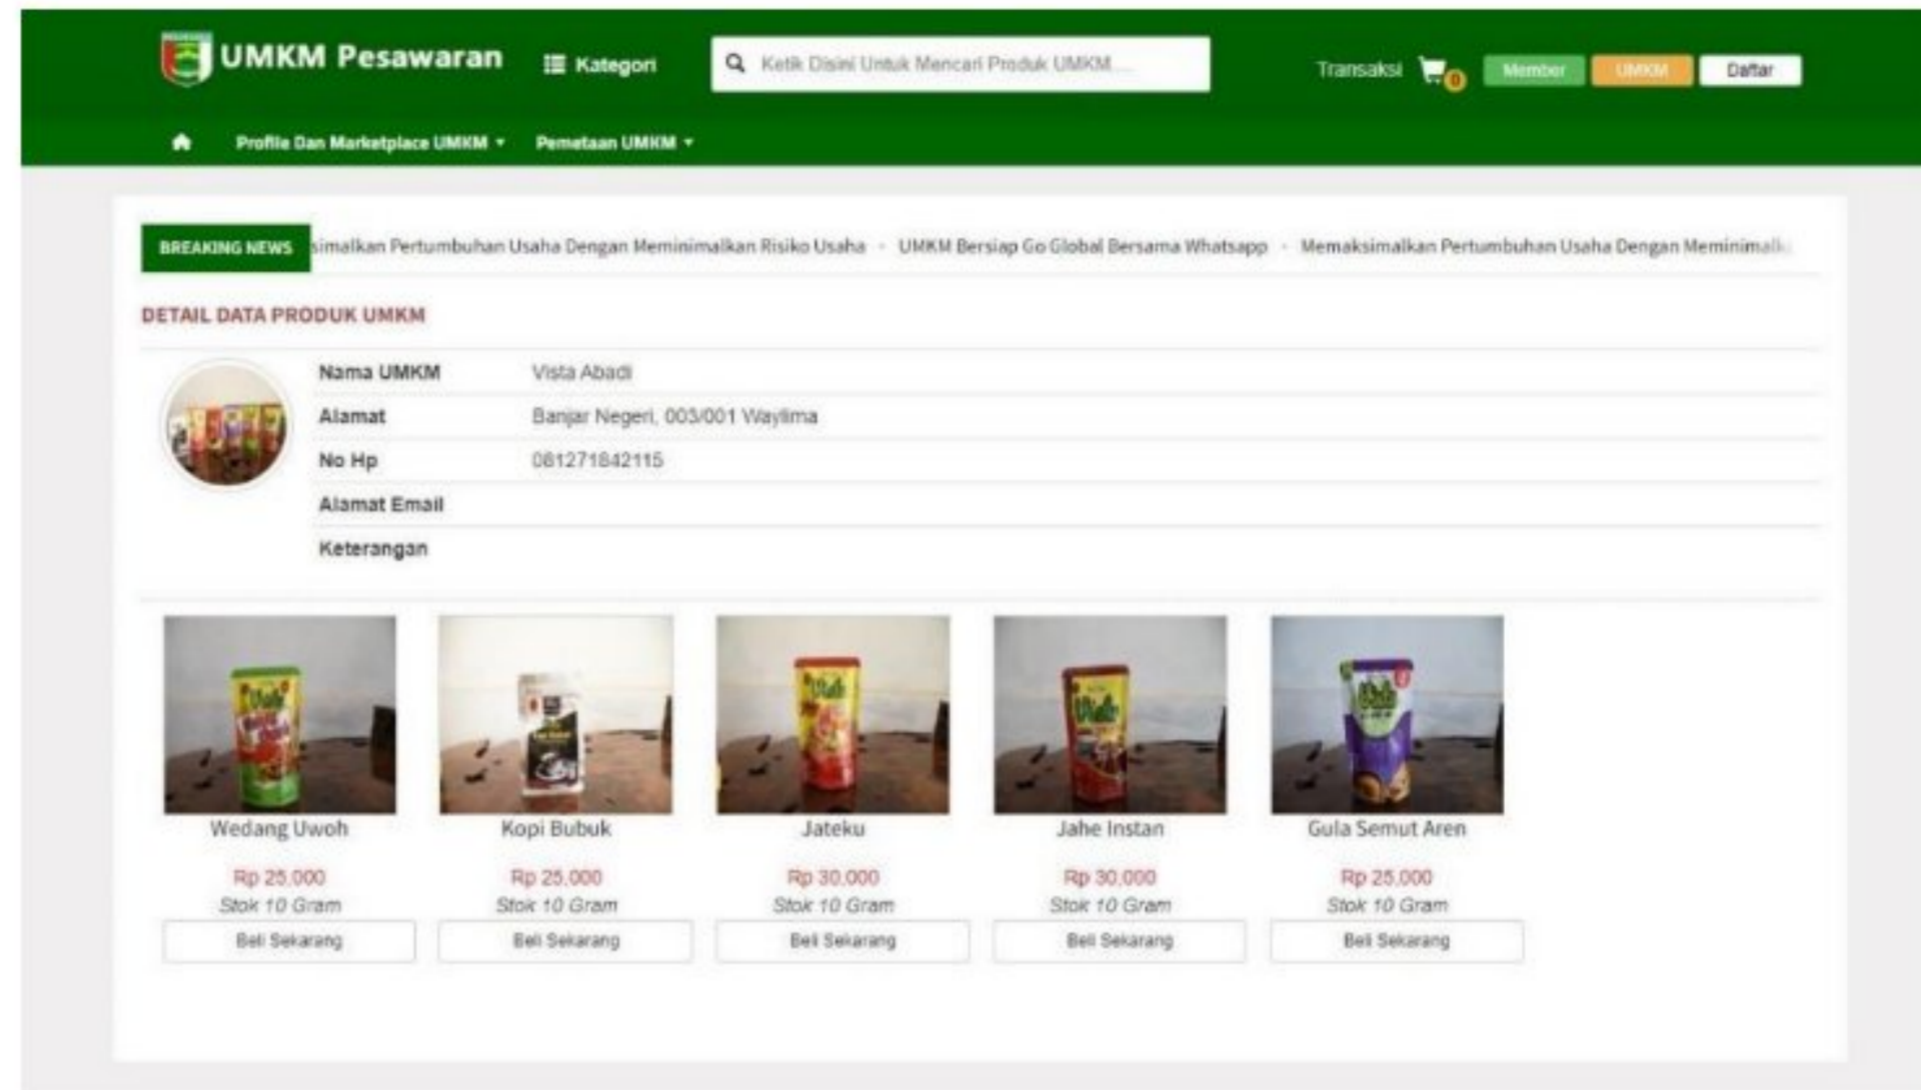 UMKM Pesawaran
Kategori
Ketik Disini Untuk Mencari Produk UMKM....
Transaksi 0 Member UMKM Daftar
Profile Dan Marketplace UMKM
Pemetaan UMKM
BREAKING NEWS simalkan Pertumbuhan Usaha Dengan Meminimalkan Risiko Usaha UMKM Bersiap Go Global Bersama Whatsapp Memaksimalkan Pertumbuhan Usaha Dengan Meminimalk
DETAIL DATA PRODUK UMKM
Nama UMKM Vista Abadi
Alamat Banjar Negeri, 003/001 Waylima
No Hp 081271842115
Alamat Email
Keterangan
Wedang Uwoh Kopi Bubuk Jateku Jahe Instan Gula Semut Aren
Rp 25,000 Rp 25,000 Rp 30,000 Rp 30,000 Rp 25,000
Stok 10 Gram Stok 10 Gram Stok 10 Gram Stok 10 Gram Stok 10 Gram
Beli Sekarang Beli Sekarang Beli Sekarang Beli Sekarang Beli Sekarang